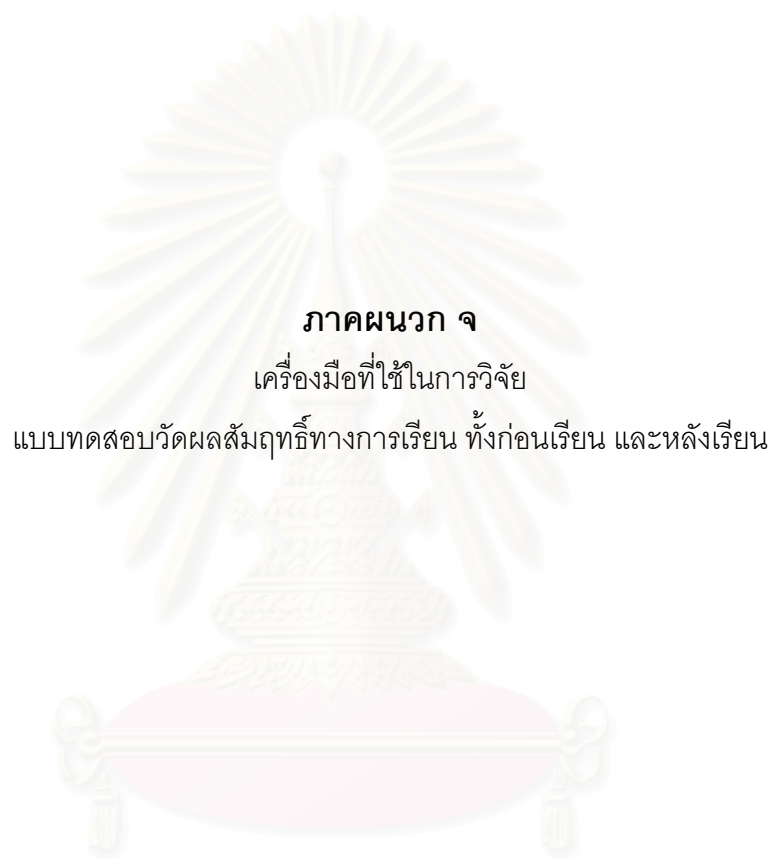 ภาคผนวก จ
เครื่องมือที่ใช้ในการวิจัย
แบบทดสอบวัดผลสัมฤทธิ์ทางการเรียน ทั้งก่อนเรียน และหลังเรียน